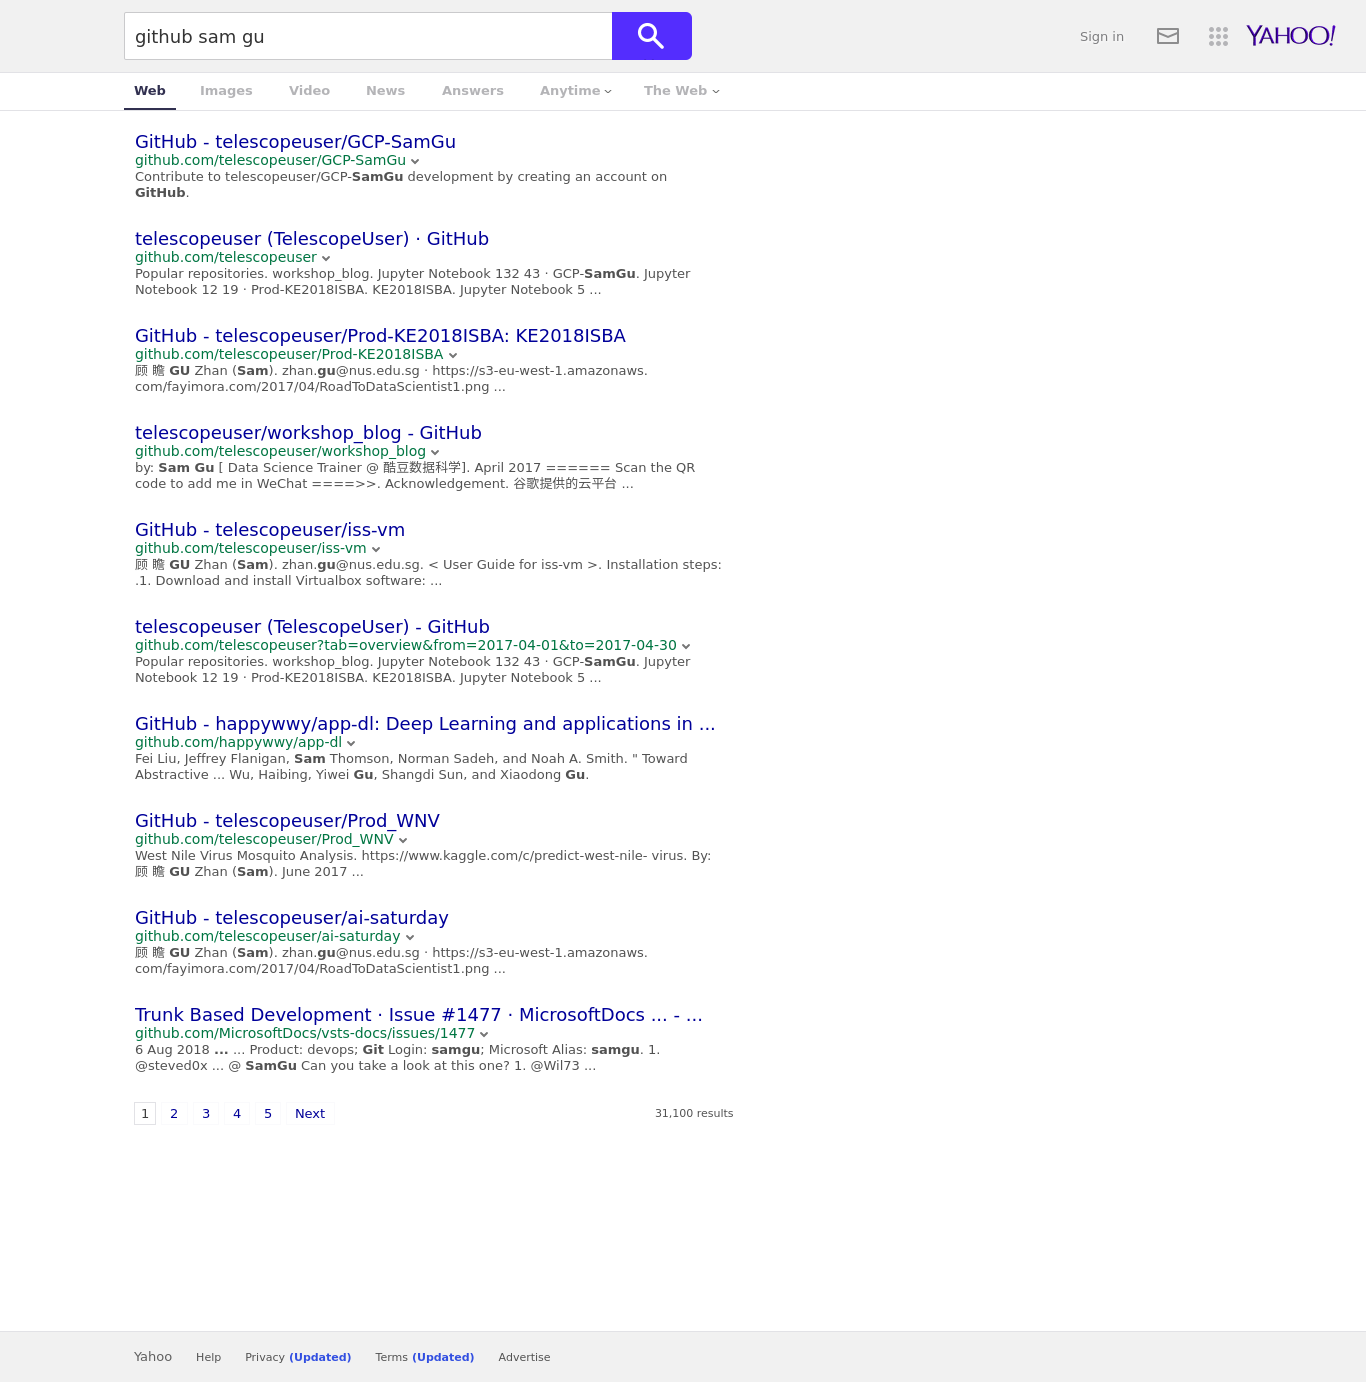 github sam gu
Sign in
YAHOO!
Web Images Video News Answers Anytime The Web
GitHub - telescopeuser/GCP-SamGu
github.com/telescopeuser/GCP-SamGu
Contribute to telescopeuser/GCP-SamGu development by creating an account on
GitHub.
telescopeuser (TelescopeUser) · GitHub
github.com/telescopeuser
Popular repositories. workshop_blog. Jupyter Notebook 132 43 · GCP-SamGu. Jupyter
Notebook 12 19 · Prod-KE2018ISBA. KE2018ISBA. Jupyter Notebook 5 ...
GitHub - telescopeuser/Prod-KE2018ISBA: KE2018ISBA
github.com/telescopeuser/Prod-KE2018ISBA
顾 瞻 GU Zhan (Sam). zhan.gu@nus.edu.sg · https://s3-eu-west-1.amazonaws.
com/fayimora.com/2017/04/RoadToDataScientist1.png ...
telescopeuser/workshop_blog - GitHub
github.com/telescopeuser/workshop_blog
by: Sam Gu [ Data Science Trainer @ 酷豆数据科学]. April 2017 ====== Scan the QR
code to add me in WeChat ====>>. Acknowledgement. 谷歌提供的云平台 ...
GitHub - telescopeuser/iss-vm
github.com/telescopeuser/iss-vm
顾 瞻 GU Zhan (Sam). zhan.gu@nus.edu.sg. < User Guide for iss-vm >. Installation steps:
.1. Download and install Virtualbox software: ...
telescopeuser (TelescopeUser) - GitHub
github.com/telescopeuser?tab=overview&from=2017-04-01&to=2017-04-30
Popular repositories. workshop_blog. Jupyter Notebook 132 43 · GCP-SamGu. Jupyter
Notebook 12 19 · Prod-KE2018ISBA. KE2018ISBA. Jupyter Notebook 5 ...
GitHub - happywwy/app-dl: Deep Learning and applications in ...
github.com/happywwy/app-dl
Fei Liu, Jeffrey Flanigan, Sam Thomson, Norman Sadeh, and Noah A. Smith. " Toward
Abstractive ... Wu, Haibing, Yiwei Gu, Shangdi Sun, and Xiaodong Gu.
GitHub - telescopeuser/Prod_WNV
github.com/telescopeuser/Prod_WNV
West Nile Virus Mosquito Analysis. https://www.kaggle.com/c/predict-west-nile- virus. By:
顾 瞻 GU Zhan (Sam). June 2017 ...
GitHub - telescopeuser/ai-saturday
github.com/telescopeuser/ai-saturday
顾 瞻 GU Zhan (Sam). zhan.gu@nus.edu.sg · https://s3-eu-west-1.amazonaws.
com/fayimora.com/2017/04/RoadToDataScientist1.png ...
Trunk Based Development · Issue #1477 · MicrosoftDocs ... - ...
github.com/MicrosoftDocs/vsts-docs/issues/1477
6 Aug 2018 ... ... Product: devops; Git Login: samgu; Microsoft Alias: samgu. 1.
@steved0x ... @ SamGu Can you take a look at this one? 1. @Wil73 ...
1 2 3 4 5 Next 31,100 results
Yahoo Help Privacy (Updated) Terms (Updated) Advertise